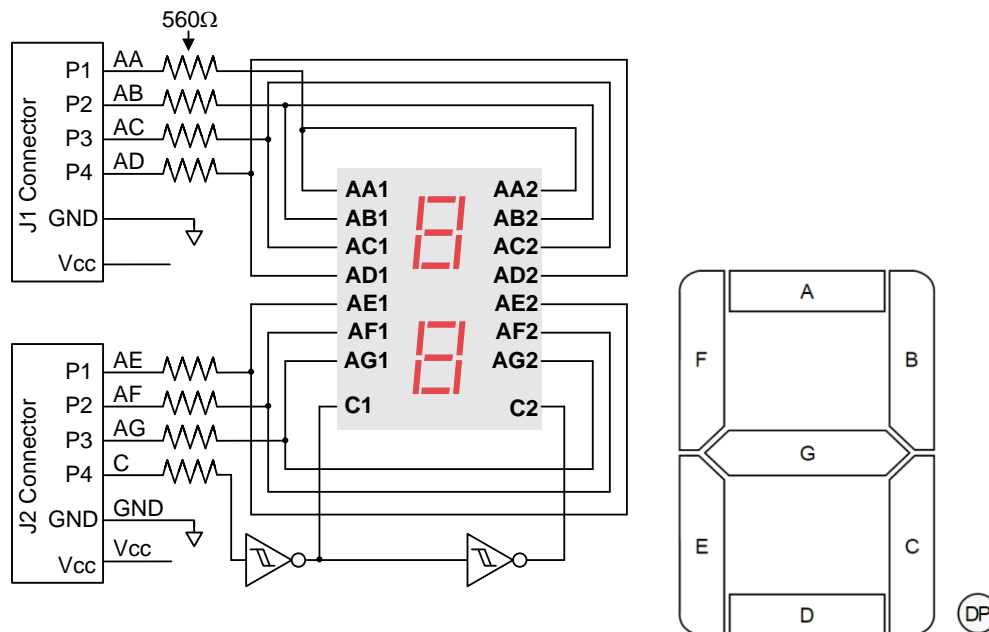 560Ω
J1 Connector
P1 AA
P2 AB
P3 AC
P4 AD
GND
Vcc
AA1 AA2
AB1 AB2
AC1 AC2
AD1 AD2
AE1 AE2
AF1 AF2
AG1 AG2
C1 C2
J2 Connector
P1 AE
P2 AF
P3 AG
P4 C
GND GND
Vcc Vcc
A
F B
G
E C
D
DP